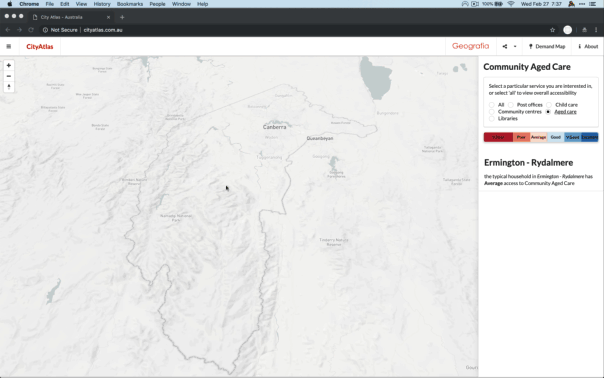 Chrome File Edit View History Bookmarks People Window Help
100% Wed Feb 27 7:37
City Atlas - Australia
Not Secure | cityatlas.com.au
CityAtlas
Geografia
Demand Map
About
Canberra
Queanbeyan
Community Aged Care
Select a particular service you are interested in,
or select 'all' to view overall accessibility
All Post offices Child care
Community centres Aged care
Libraries
Poor Average Good
Ermington - Rydalmere
the typical household in Ermington - Rydalmere has
Average access to Community Aged Care